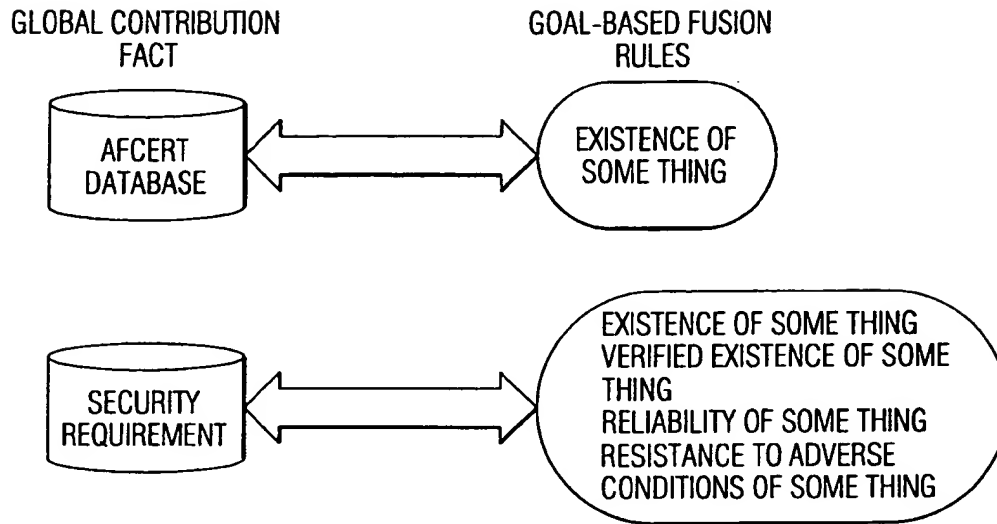 GLOBAL CONTRIBUTION
FACT
GOAL-BASED FUSION
RULES
AFCERT
DATABASE
EXISTENCE OF
SOME THING
SECURITY
REQUIREMENT
EXISTENCE OF SOME THING
VERIFIED EXISTENCE OF SOME
THING
RELIABILITY OF SOME THING
RESISTANCE TO ADVERSE
CONDITIONS OF SOME THING